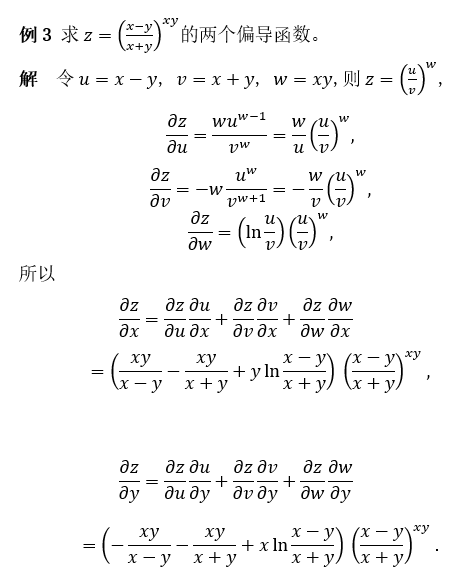 例 3 求 z = ((x−y)/(x+y))^{xy} 的两个偏导函数。
解 令 u = x − y, v = x + y, w = xy, 则 z = (u/v)^w,
∂z/∂u = wu^{w−1}/v^w = w/u (u/v)^w,
∂z/∂v = −w u^w/v^{w+1} = − w/v (u/v)^w,
∂z/∂w = (ln u/v) (u/v)^w,
所以
∂z/∂x = ∂z/∂u ∂u/∂x + ∂z/∂v ∂v/∂x + ∂z/∂w ∂w/∂x
= (xy/(x − y) − xy/(x + y) + y ln (x − y)/(x + y)) ((x − y)/(x + y))^{xy},
∂z/∂y = ∂z/∂u ∂u/∂y + ∂z/∂v ∂v/∂y + ∂z/∂w ∂w/∂y
= (− xy/(x − y) − xy/(x + y) + x ln (x − y)/(x + y)) ((x − y)/(x + y))^{xy}.